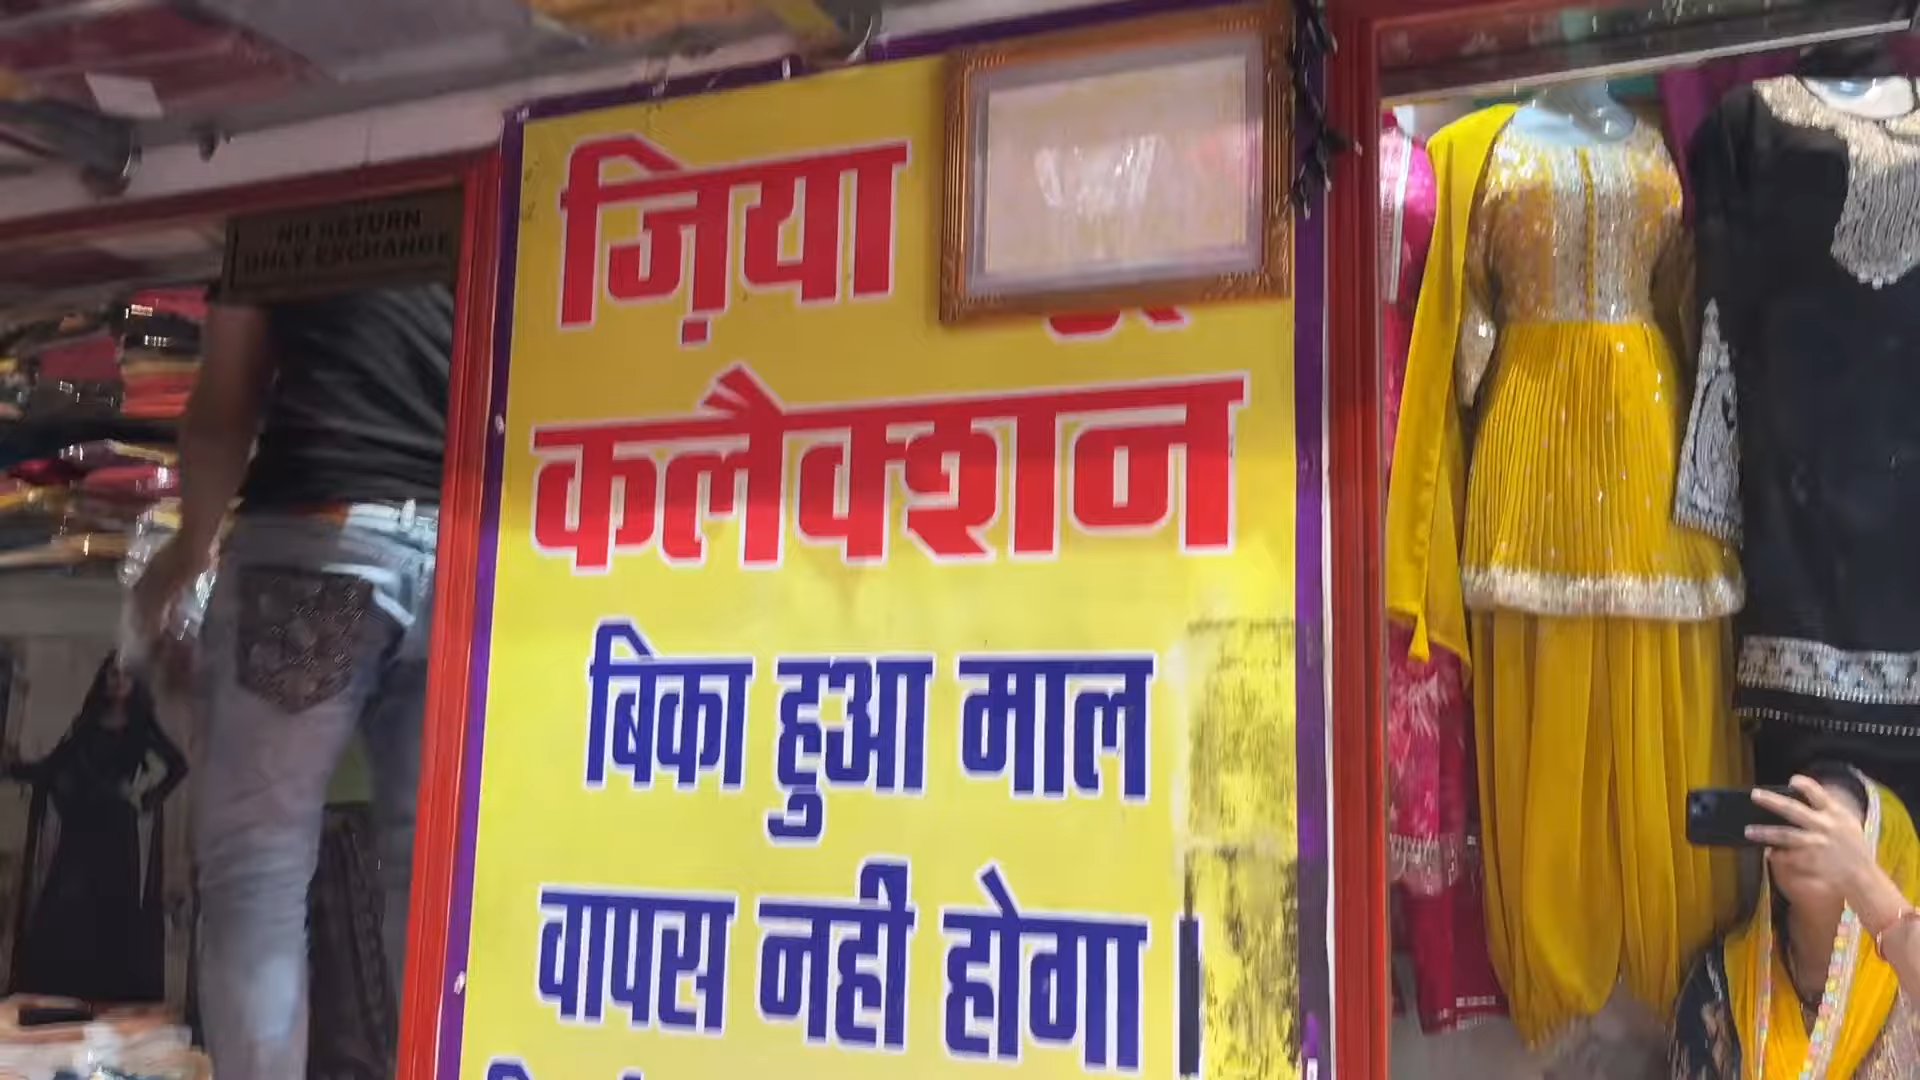 NO RETURN
ONLY EXCHANGE
ज़िया
कलैक्शन
बिका हुआ माल
वापस नही होगा।